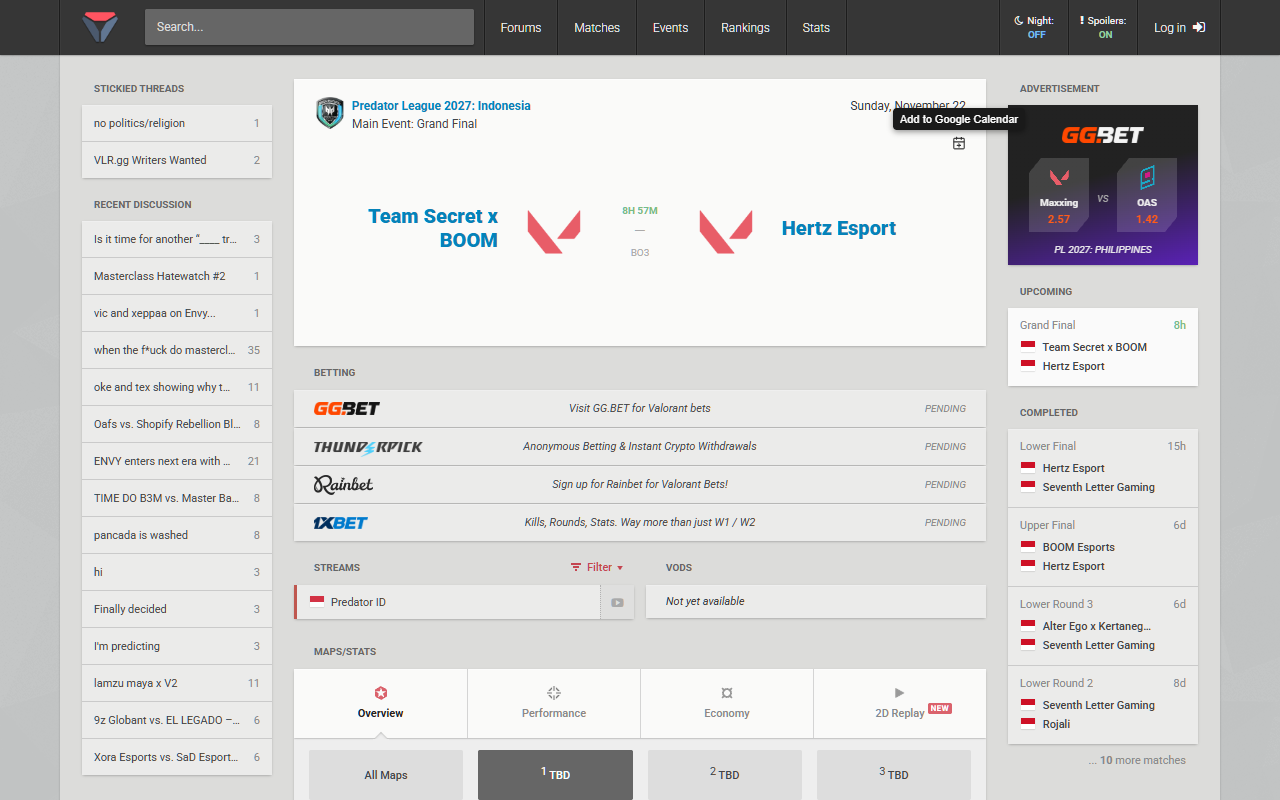 Search...
Forums
Matches
Events
Rankings
Stats
Night:
OFF
Spoilers:
ON
Log in
STICKIED THREADS
no politics/religion 1
VLR.gg Writers Wanted 2
RECENT DISCUSSION
Is it time for another “____ tr... 3
Masterclass Hatewatch #2 1
vic and xeppaa on Envy... 1
when the f*uck do mastercl... 35
oke and tex showing why t... 11
Oafs vs. Shopify Rebellion Bl... 8
ENVY enters next era with ... 21
TIME DO B3M vs. Master Ba... 8
pancada is washed 8
hi 3
Finally decided 3
I'm predicting 3
lamzu maya x V2 11
9z Globant vs. EL LEGADO –... 6
Xora Esports vs. SaD Esport... 6
Predator League 2027: Indonesia
Main Event: Grand Final
Sunday, November 22
Add to Google Calendar
Team Secret x
BOOM
8H 57M
—
BO3
Hertz Esport
BETTING
GG.BET Visit GG.BET for Valorant bets PENDING
THUNDERPICK Anonymous Betting & Instant Crypto Withdrawals PENDING
Rainbet Sign up for Rainbet for Valorant Bets! PENDING
1XBET Kills, Rounds, Stats. Way more than just W1 / W2 PENDING
STREAMS
Filter
Predator ID
VODS
Not yet available
MAPS/STATS
Overview
Performance
Economy
2D Replay NEW
All Maps
1 TBD
2 TBD
3 TBD
ADVERTISEMENT
GG.BET
Maxxing
2.57
VS
OAS
1.42
PL 2027: PHILIPPINES
UPCOMING
Grand Final 8h
Team Secret x BOOM
Hertz Esport
COMPLETED
Lower Final 15h
Hertz Esport
Seventh Letter Gaming
Upper Final 6d
BOOM Esports
Hertz Esport
Lower Round 3 6d
Alter Ego x Kertaneg...
Seventh Letter Gaming
Lower Round 2 8d
Seventh Letter Gaming
Rojali
... 10 more matches